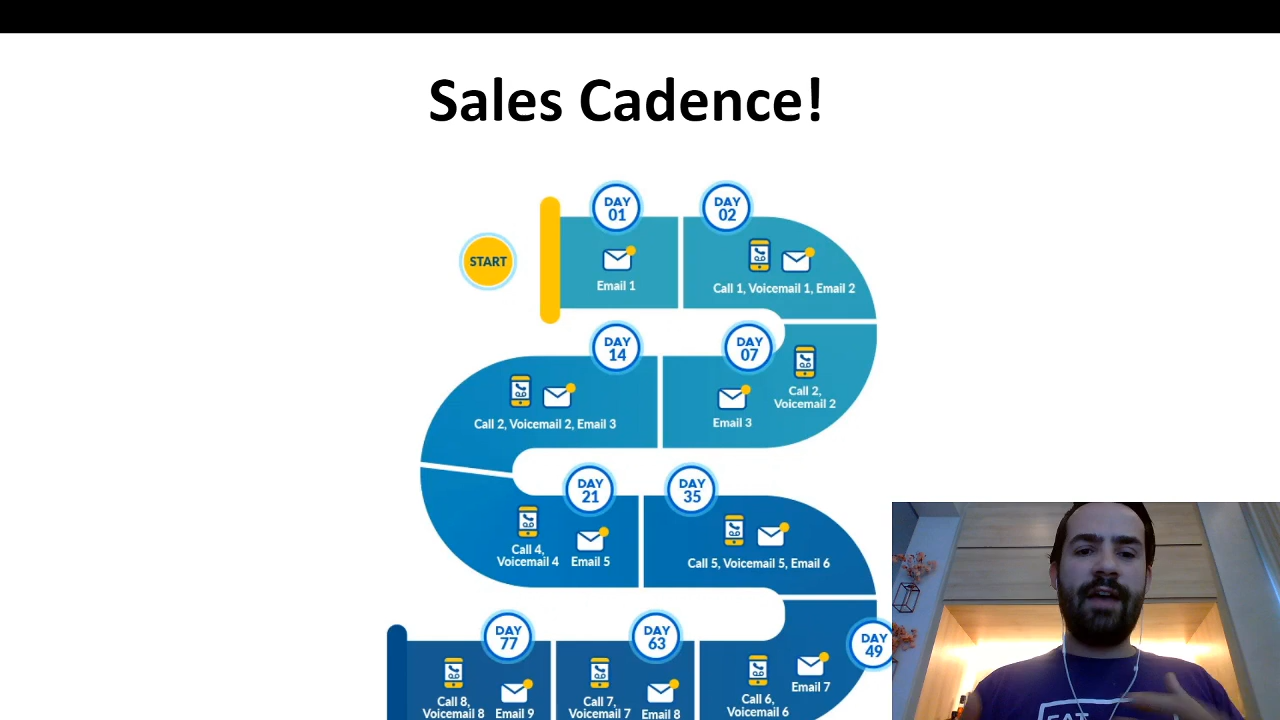 Sales Cadence!
START
DAY
01
Email 1
DAY
02
Call 1, Voicemail 1, Email 2
DAY
07
Call 2,
Voicemail 2
Email 3
DAY
14
Call 2, Voicemail 2, Email 3
DAY
21
Call 4,
Voicemail 4
Email 5
DAY
35
Call 5, Voicemail 5, Email 6
DAY
49
Email 7
Call 6,
Voicemail 6
DAY
63
Call 7,
Voicemail 7
Email 8
DAY
77
Call 8,
Voicemail 8
Email 9
EAT